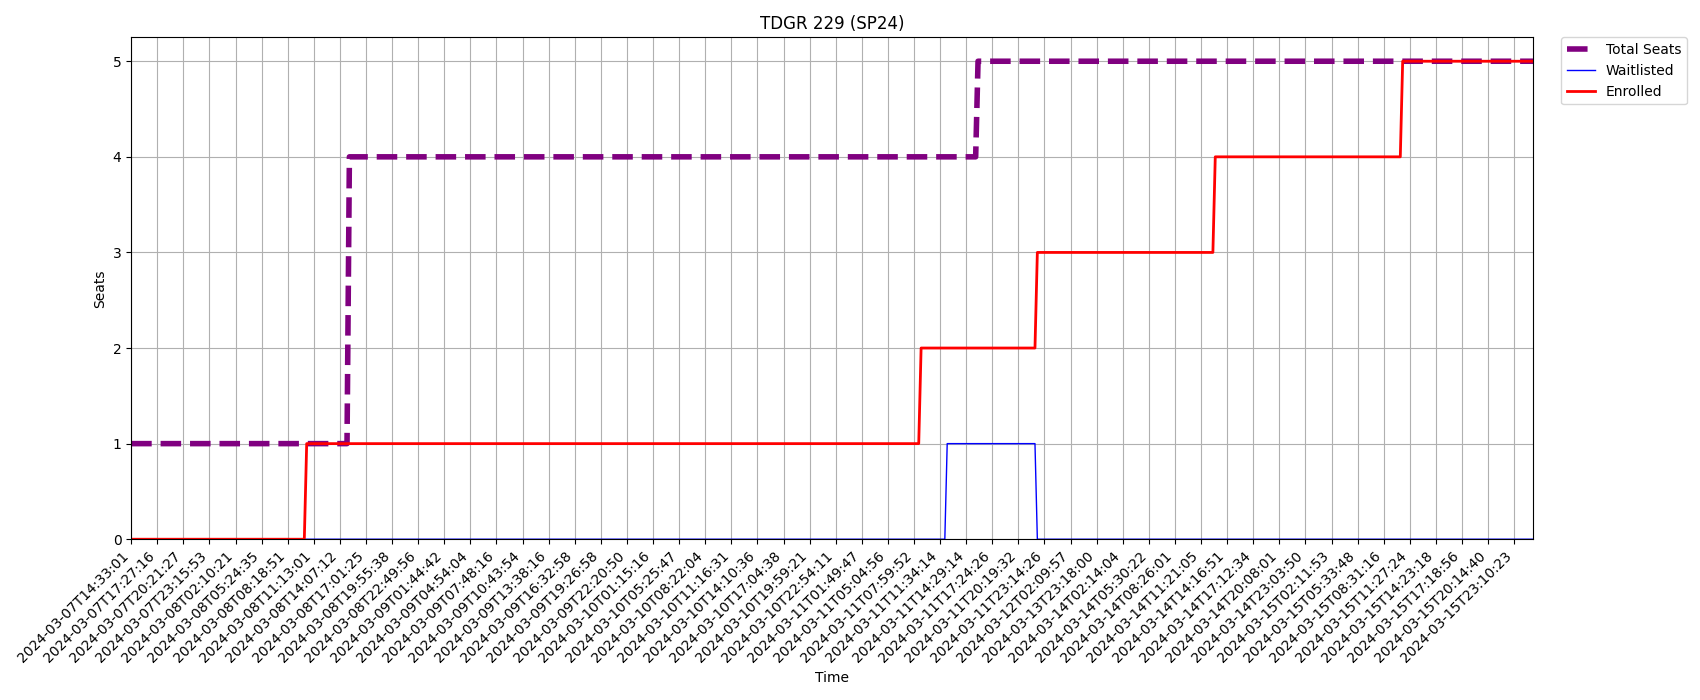 TDGR 229 (SP24)
Total Seats
Waitlisted
Enrolled
5
4
3
2
1
0
Seats
2024-03-07T14:33:01
2024-03-07T17:27:16
2024-03-07T20:21:27
2024-03-07T23:15:53
2024-03-08T02:10:21
2024-03-08T05:24:35
2024-03-08T08:18:51
2024-03-08T11:13:01
2024-03-08T14:07:12
2024-03-08T17:01:25
2024-03-08T19:55:38
2024-03-08T22:49:56
2024-03-09T01:44:42
2024-03-09T04:54:04
2024-03-09T07:48:16
2024-03-09T10:43:54
2024-03-09T13:38:16
2024-03-09T16:32:58
2024-03-09T19:26:58
2024-03-09T22:20:50
2024-03-10T01:15:16
2024-03-10T05:25:47
2024-03-10T08:22:04
2024-03-10T11:16:31
2024-03-10T14:10:36
2024-03-10T17:04:38
2024-03-10T19:59:21
2024-03-10T22:54:11
2024-03-11T01:49:47
2024-03-11T05:04:56
2024-03-11T07:59:52
2024-03-11T11:34:14
2024-03-11T14:29:14
2024-03-11T17:24:26
2024-03-11T20:19:32
2024-03-11T23:14:26
2024-03-12T02:09:57
2024-03-13T23:18:00
2024-03-14T02:14:04
2024-03-14T05:30:22
2024-03-14T08:26:01
2024-03-14T11:21:05
2024-03-14T14:16:51
2024-03-14T17:12:34
2024-03-14T20:08:01
2024-03-14T23:03:50
2024-03-15T02:11:53
2024-03-15T05:33:48
2024-03-15T08:31:16
2024-03-15T11:27:24
2024-03-15T14:23:18
2024-03-15T17:18:56
2024-03-15T20:14:40
2024-03-15T23:10:23
Time